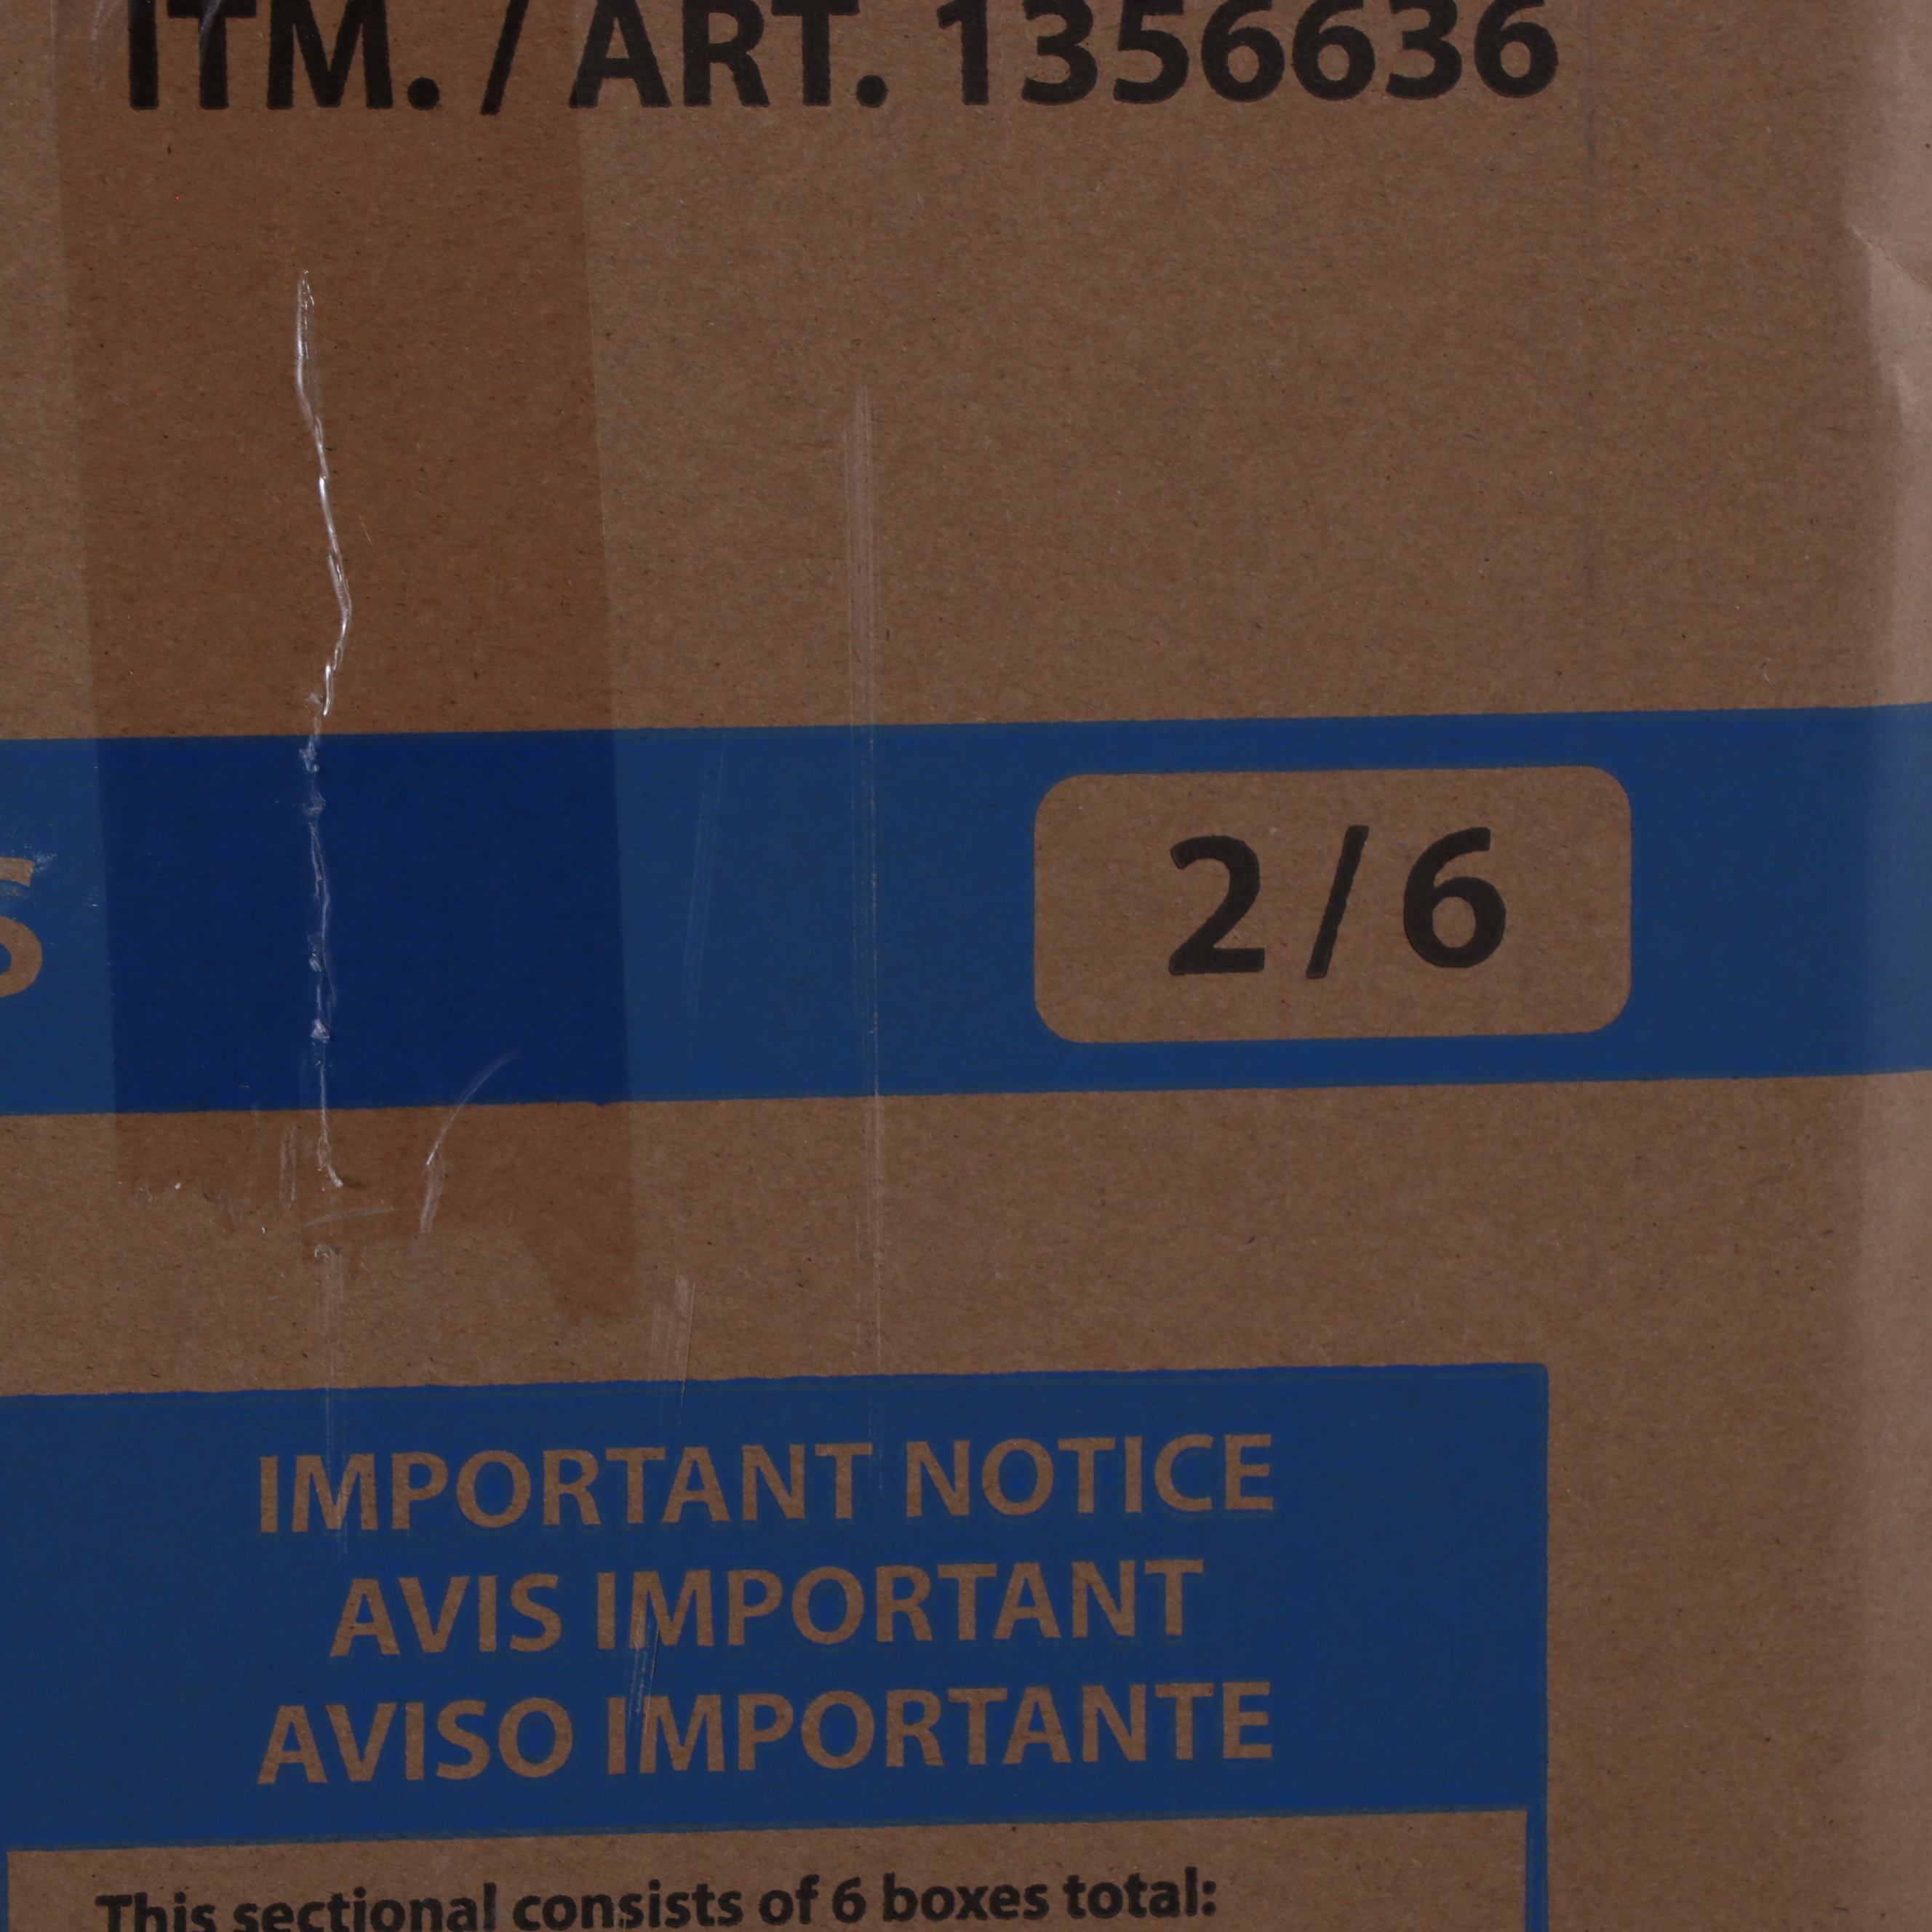 ITM. / ART. 1356636
S
2 / 6
IMPORTANT NOTICE
AVIS IMPORTANT
AVISO IMPORTANTE
This sectional consists of 6 boxes total: